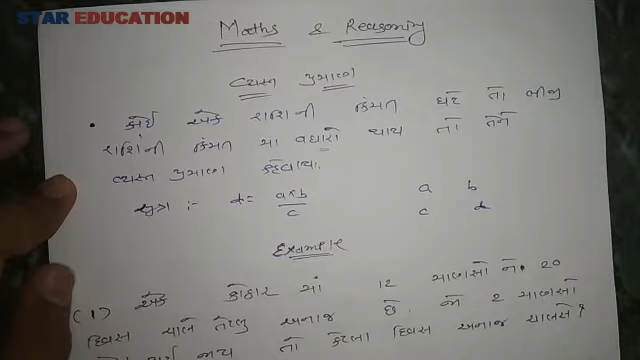 STAR EDUCATION
Maths & Reasoning
વ્યસ્ત પ્રમાણ
• કોઈ એક રાશિની કિંમત ઘટે તો બીજી
રાશિની કિંમત મા વધારો થાય તો તેને
વ્યસ્ત પ્રમાણ કહેવાય.
સુત્ર :- d = a×b / c a b
c d
Example
(1) એક કોઠાર માં 12 માણસો ને 20
દિવસ ચાલે તેટલુ અનાજ છે. જો 2 માણસો
જાય તો કેટલા દિવસ અનાજ ચાલશે?